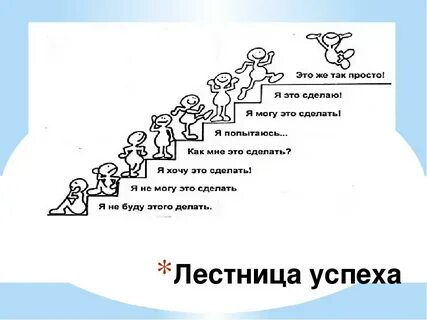 Это же так просто!
Я это сделаю!
Я могу это сделать!
Я попытаюсь...
Как мне это сделать?
Я хочу это сделать!
Я не могу это сделать
Я не буду этого делать.
*Лестница успеха